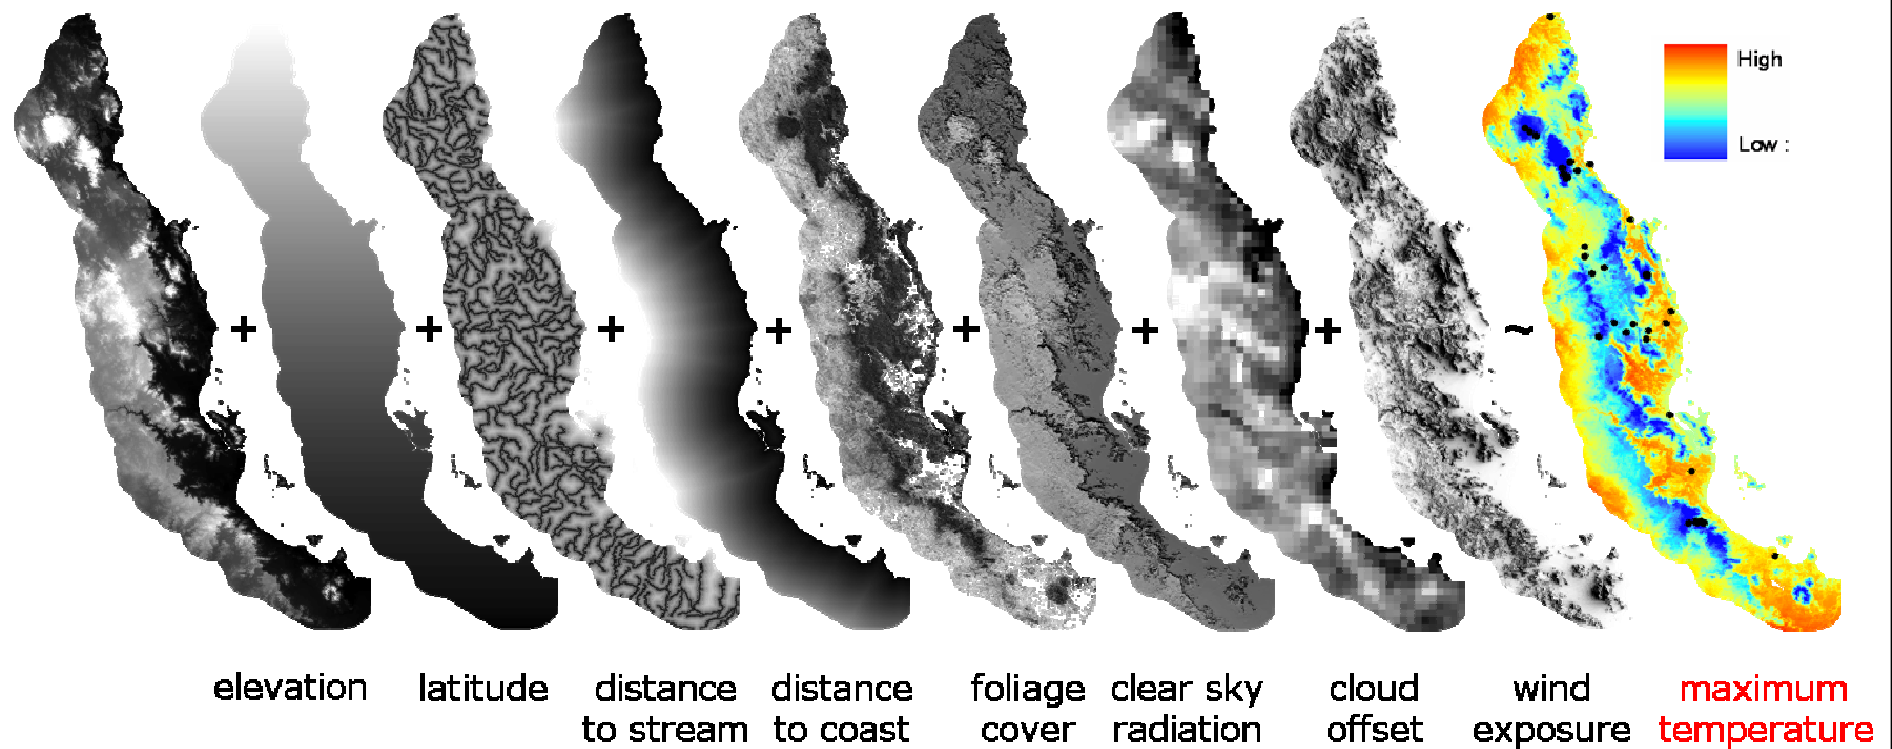 High
Low :
+ + + + + + + ~
elevation
latitude
distance
to stream
distance
to coast
foliage
cover
clear sky
radiation
cloud
offset
wind
exposure
maximum
temperature